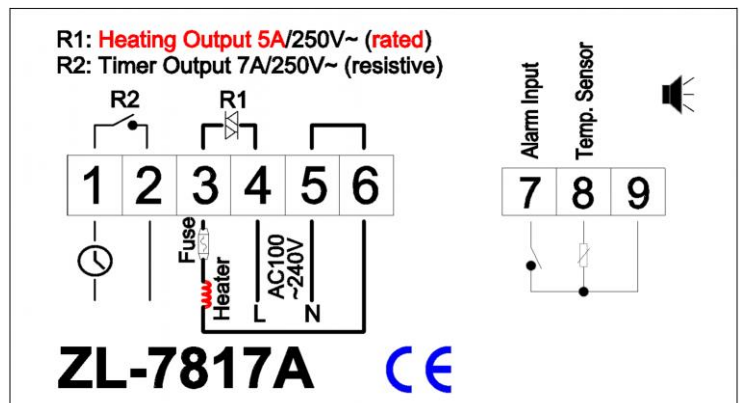 R1: Heating Output 5A/250V~ (rated)
R2: Timer Output 7A/250V~ (resistive)
R2
R1
1 2 3 4 5 6
Fuse
Heater
AC100
~240V
L N
Alarm Input
Temp. Sensor
7 8 9
ZL-7817A CE